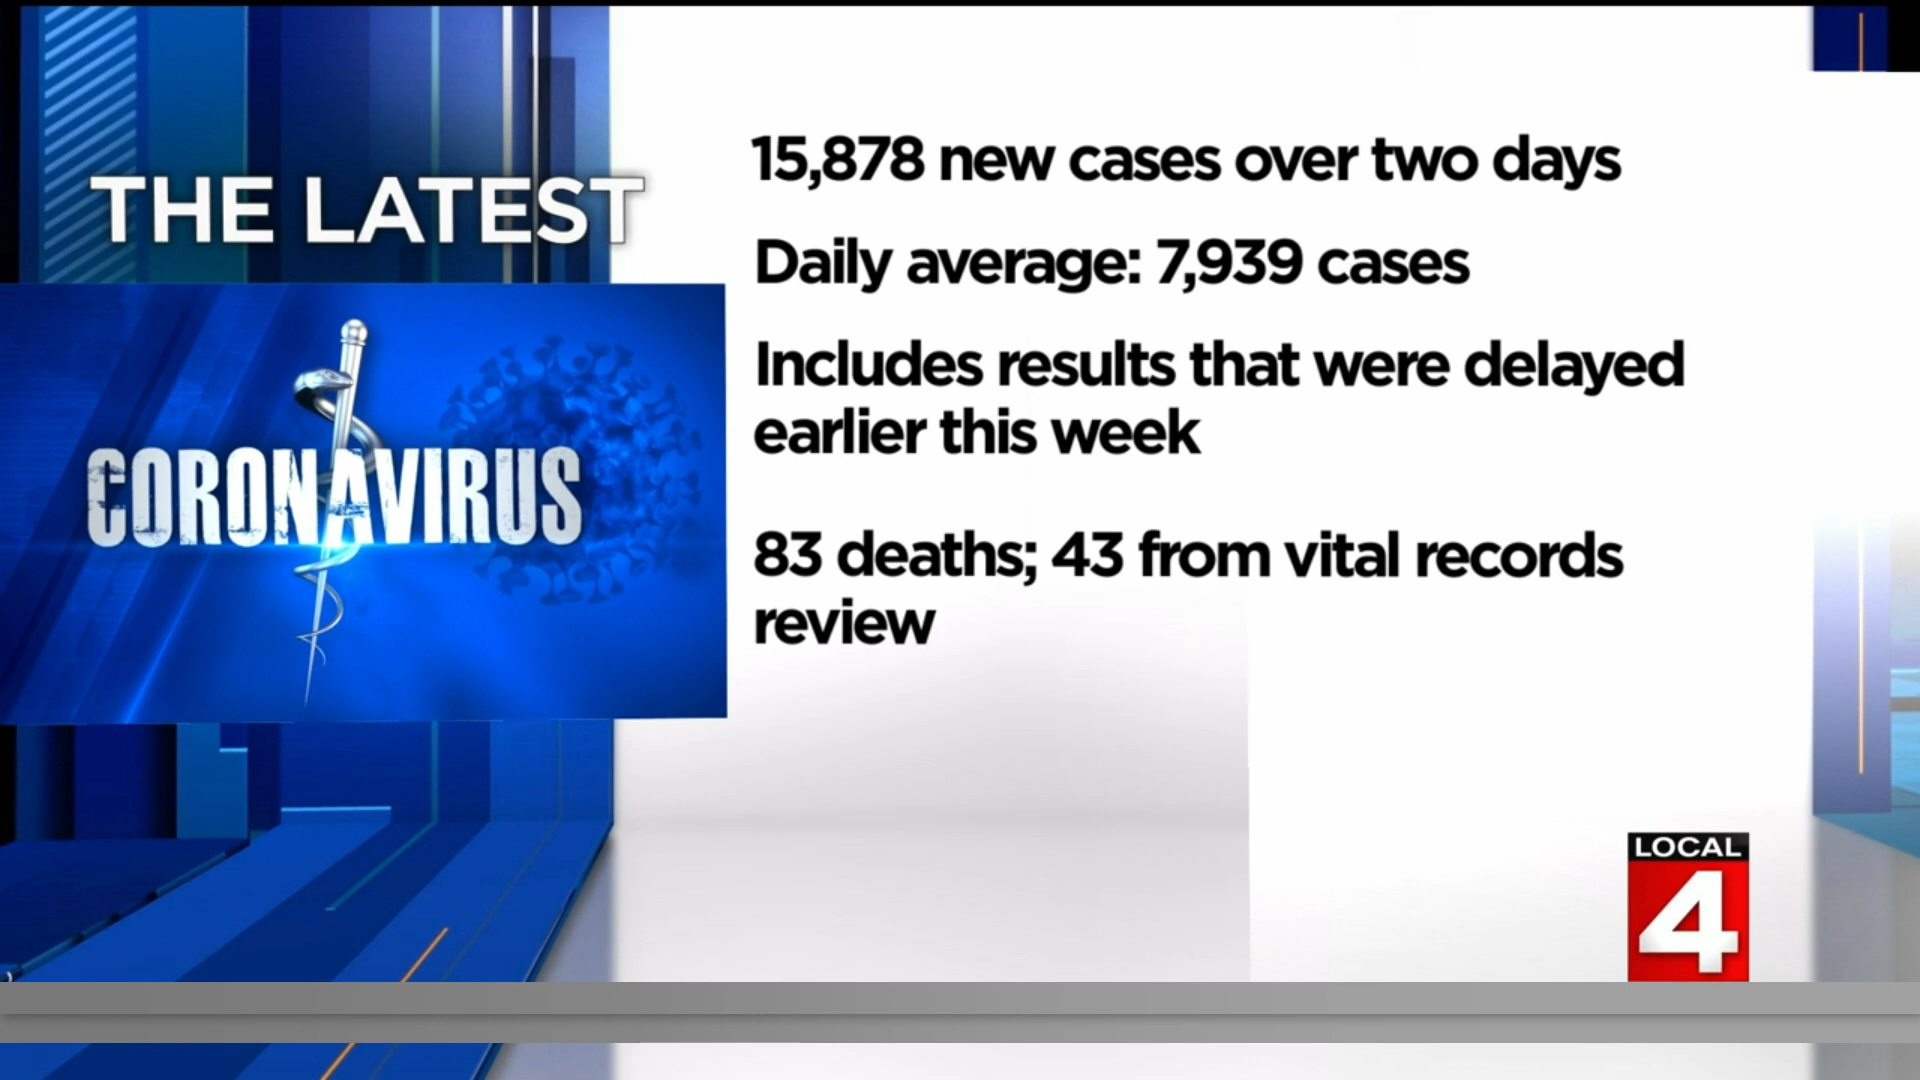 THE LATEST
CORONAVIRUS
15,878 new cases over two days
Daily average: 7,939 cases
Includes results that were delayed
earlier this week
83 deaths; 43 from vital records
review
LOCAL
4